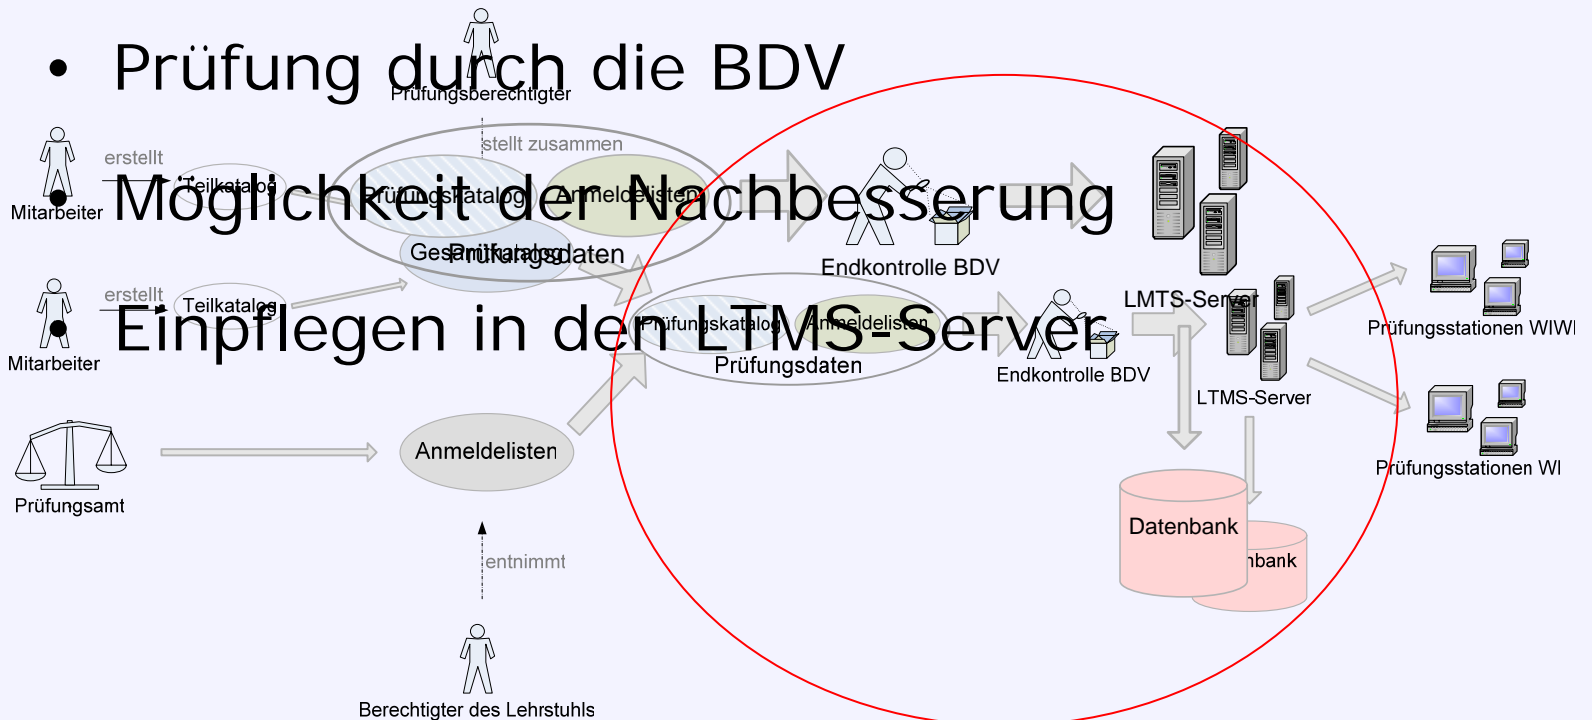 • Prüfung durch die BDV
• Möglichkeit der Nachbesserung
• Einpflegen in den LTMS-Server
Prüfungsberechtigter
stellt zusammen
erstellt
Mitarbeiter
Teilkatalog
Prüfungskatalog
Anmeldelisten
Gesamtkatalog
Prüfungsdaten
Endkontrolle BDV
LMTS-Server
erstellt
Mitarbeiter
Teilkatalog
Prüfungskatalog
Anmeldelisten
Prüfungsdaten
Endkontrolle BDV
LTMS-Server
Prüfungsstationen WIWI
Prüfungsstationen WI
Prüfungsamt
Anmeldelisten
Datenbank
nbank
entnimmt
Berechtigter des Lehrstuhls